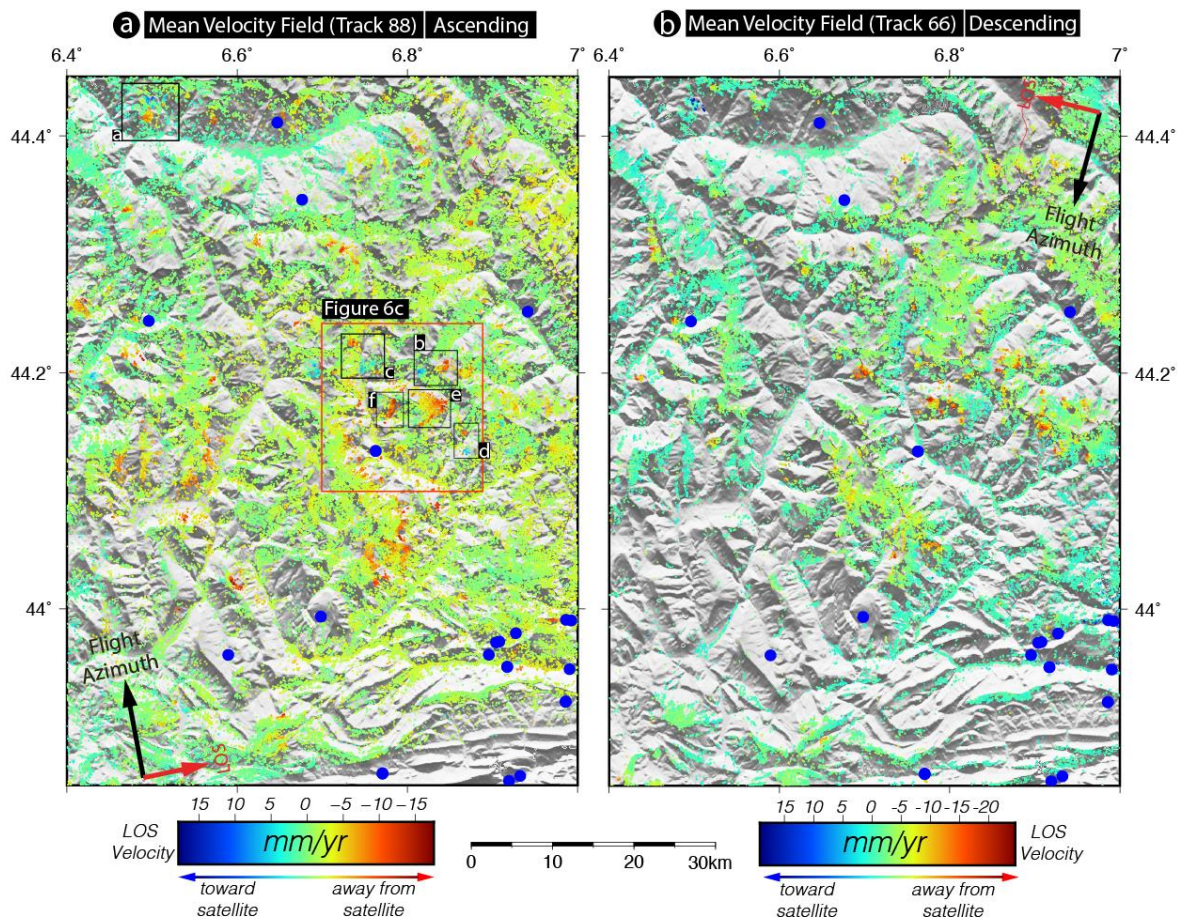 a Mean Velocity Field (Track 88) Ascending
b Mean Velocity Field (Track 66) Descending
6.4° 6.6° 6.8° 7°
6.4° 6.6° 6.8° 7°
44.4° 44.4°
44.2° 44.2°
44° 44°
a
Figure 6c
b
c
f
e
d
Flight
Azimuth
LOS
LOS
Flight
Azimuth
15 10 5 0 -5 -10 -15
LOS
Velocity
mm/yr
toward
satellite
away from
satellite
0 10 20 30km
15 10 5 0 -5 -10 -15 -20
mm/yr
LOS
Velocity
toward
satellite
away from
satellite